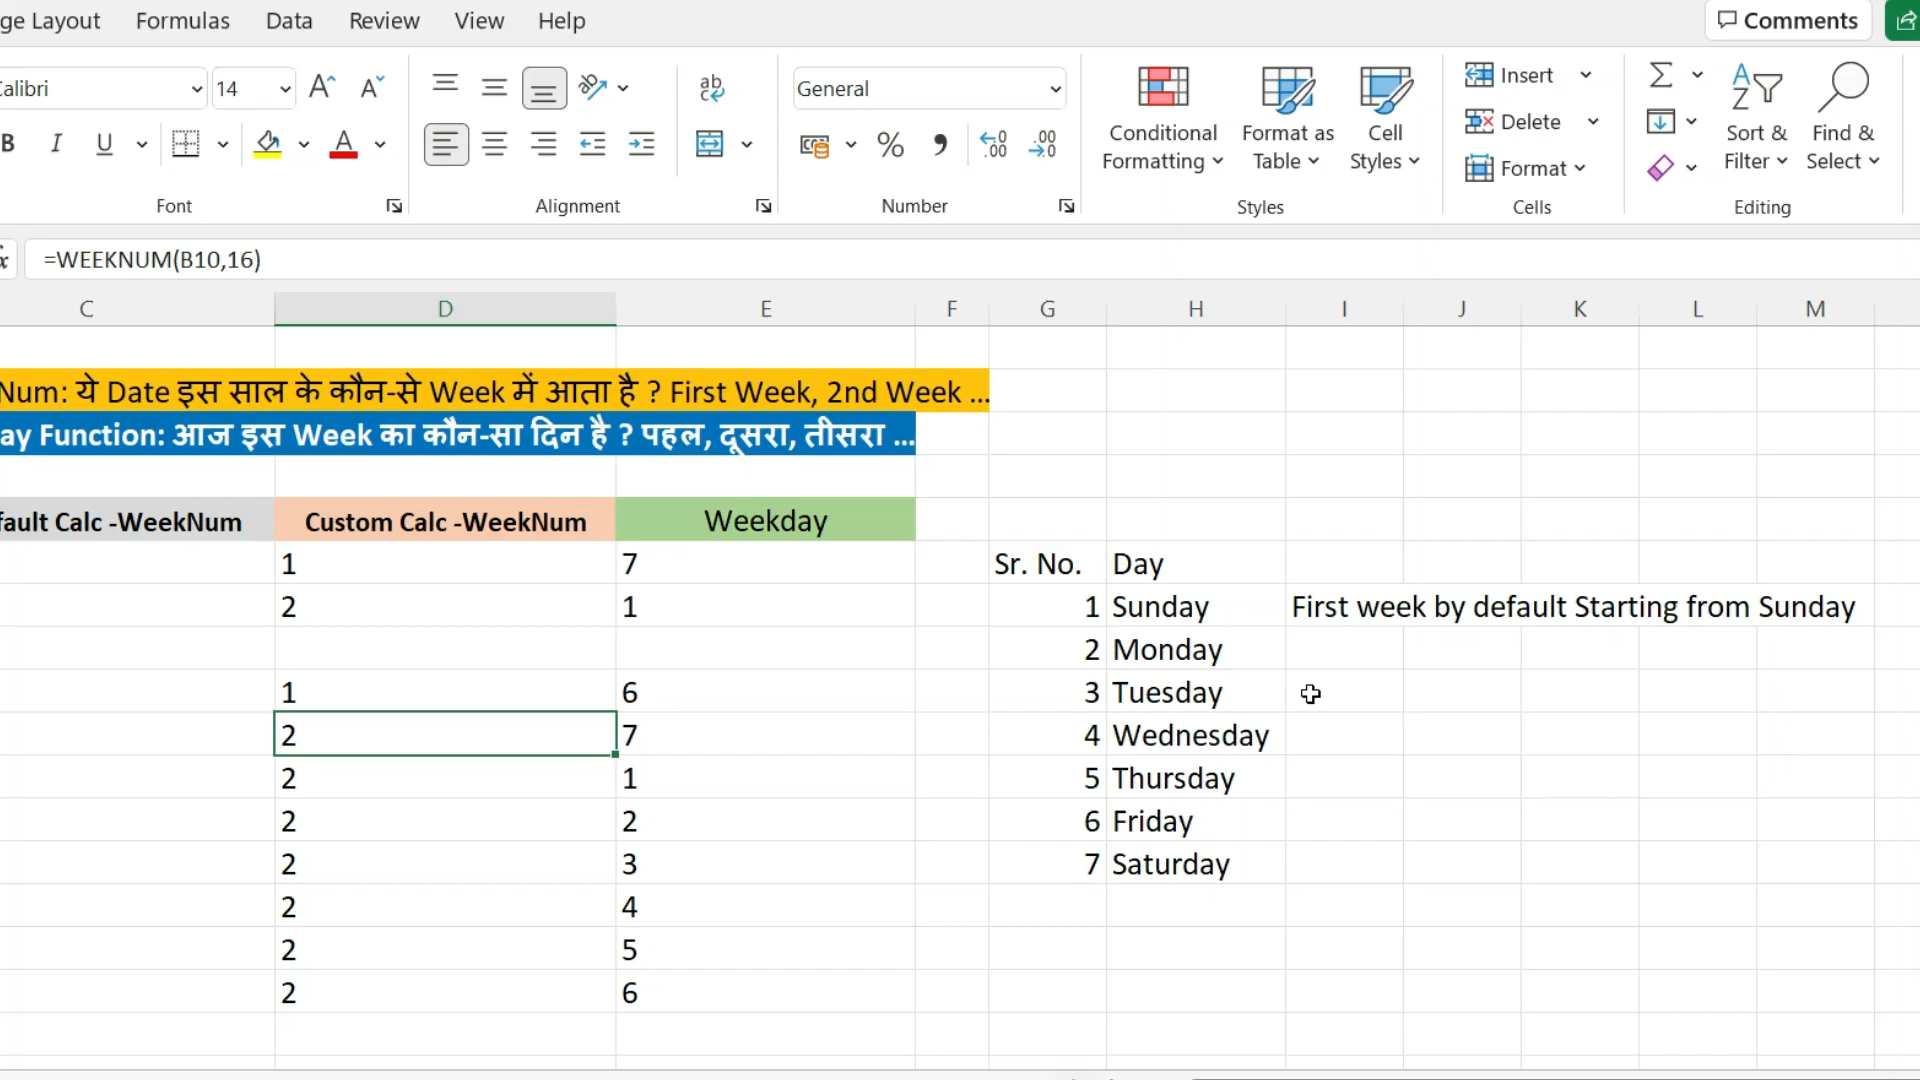 ge Layout Formulas Data Review View Help Comments
Calibri 14 General
B I U
Conditional Formatting Format as Table Cell Styles
Insert
Delete
Format
Sort & Filter Find & Select
Font Alignment Number Styles Cells Editing
=WEEKNUM(B10,16)
C D E F G H I J K L M
Num: ये Date इस साल के कौन-से Week में आता है ? First Week, 2nd Week ...
ay Function: आज इस Week का कौन-सा दिन है ? पहल, दूसरा, तीसरा ...
fault Calc -WeekNum Custom Calc -WeekNum Weekday
1 7 Sr. No. Day
2 1 1 Sunday First week by default Starting from Sunday
2 Monday
1 6 3 Tuesday
2 7 4 Wednesday
2 1 5 Thursday
2 2 6 Friday
2 3 7 Saturday
2 4
2 5
2 6